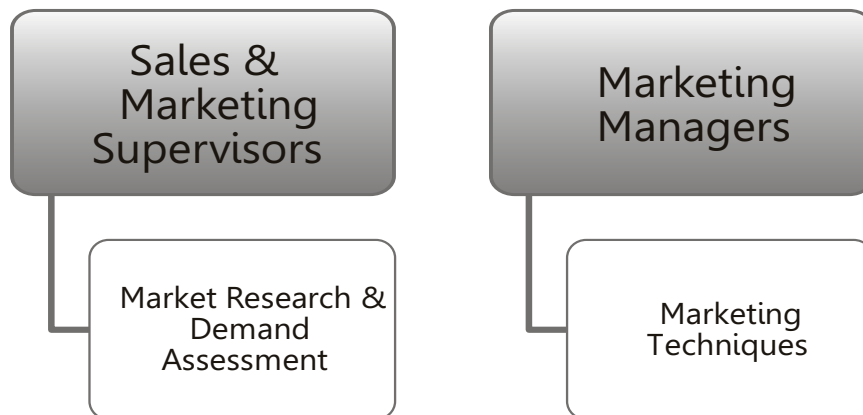 Sales &
Marketing
Supervisors
Marketing
Managers
Market Research &
Demand
Assessment
Marketing
Techniques